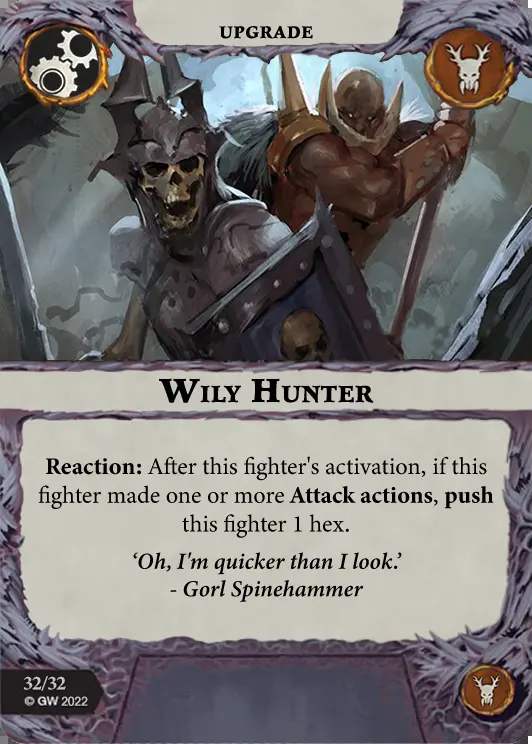 UPGRADE
WILY HUNTER
Reaction: After this fighter's activation, if this
fighter made one or more Attack actions, push
this fighter 1 hex.
‘Oh, I'm quicker than I look.’
- Gorl Spinehammer
32/32
© GW 2022